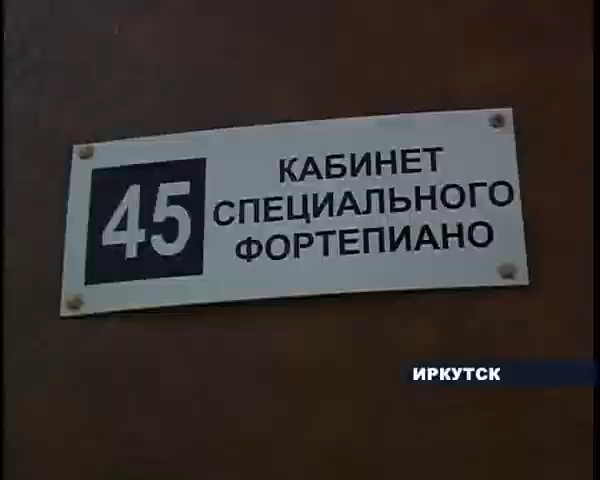 45
КАБИНЕТ
СПЕЦИАЛЬНОГО
ФОРТЕПИАНО
ИРКУТСК